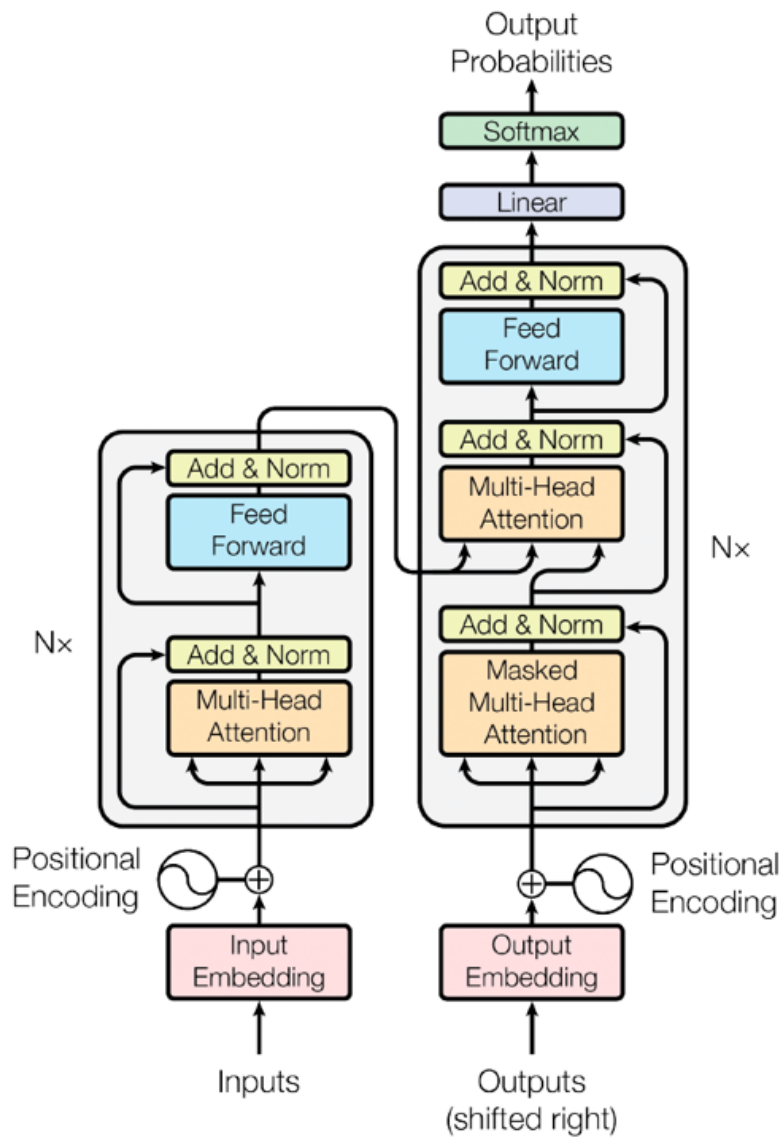 Output
Probabilities
Softmax
Linear
Add & Norm
Feed
Forward
Add & Norm
Multi-Head
Attention
Add & Norm
Masked
Multi-Head
Attention
Nx
Add & Norm
Feed
Forward
Add & Norm
Multi-Head
Attention
Nx
Positional
Encoding
Positional
Encoding
Input
Embedding
Output
Embedding
Inputs
Outputs
(shifted right)